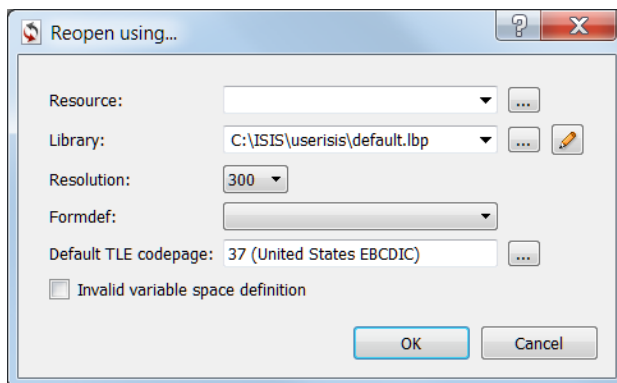 Reopen using...
Resource:
...
Library: C:\ISIS\userisis\default.lbp ...
Resolution: 300
Formdef:
Default TLE codepage: 37 (United States EBCDIC) ...
Invalid variable space definition
OK Cancel